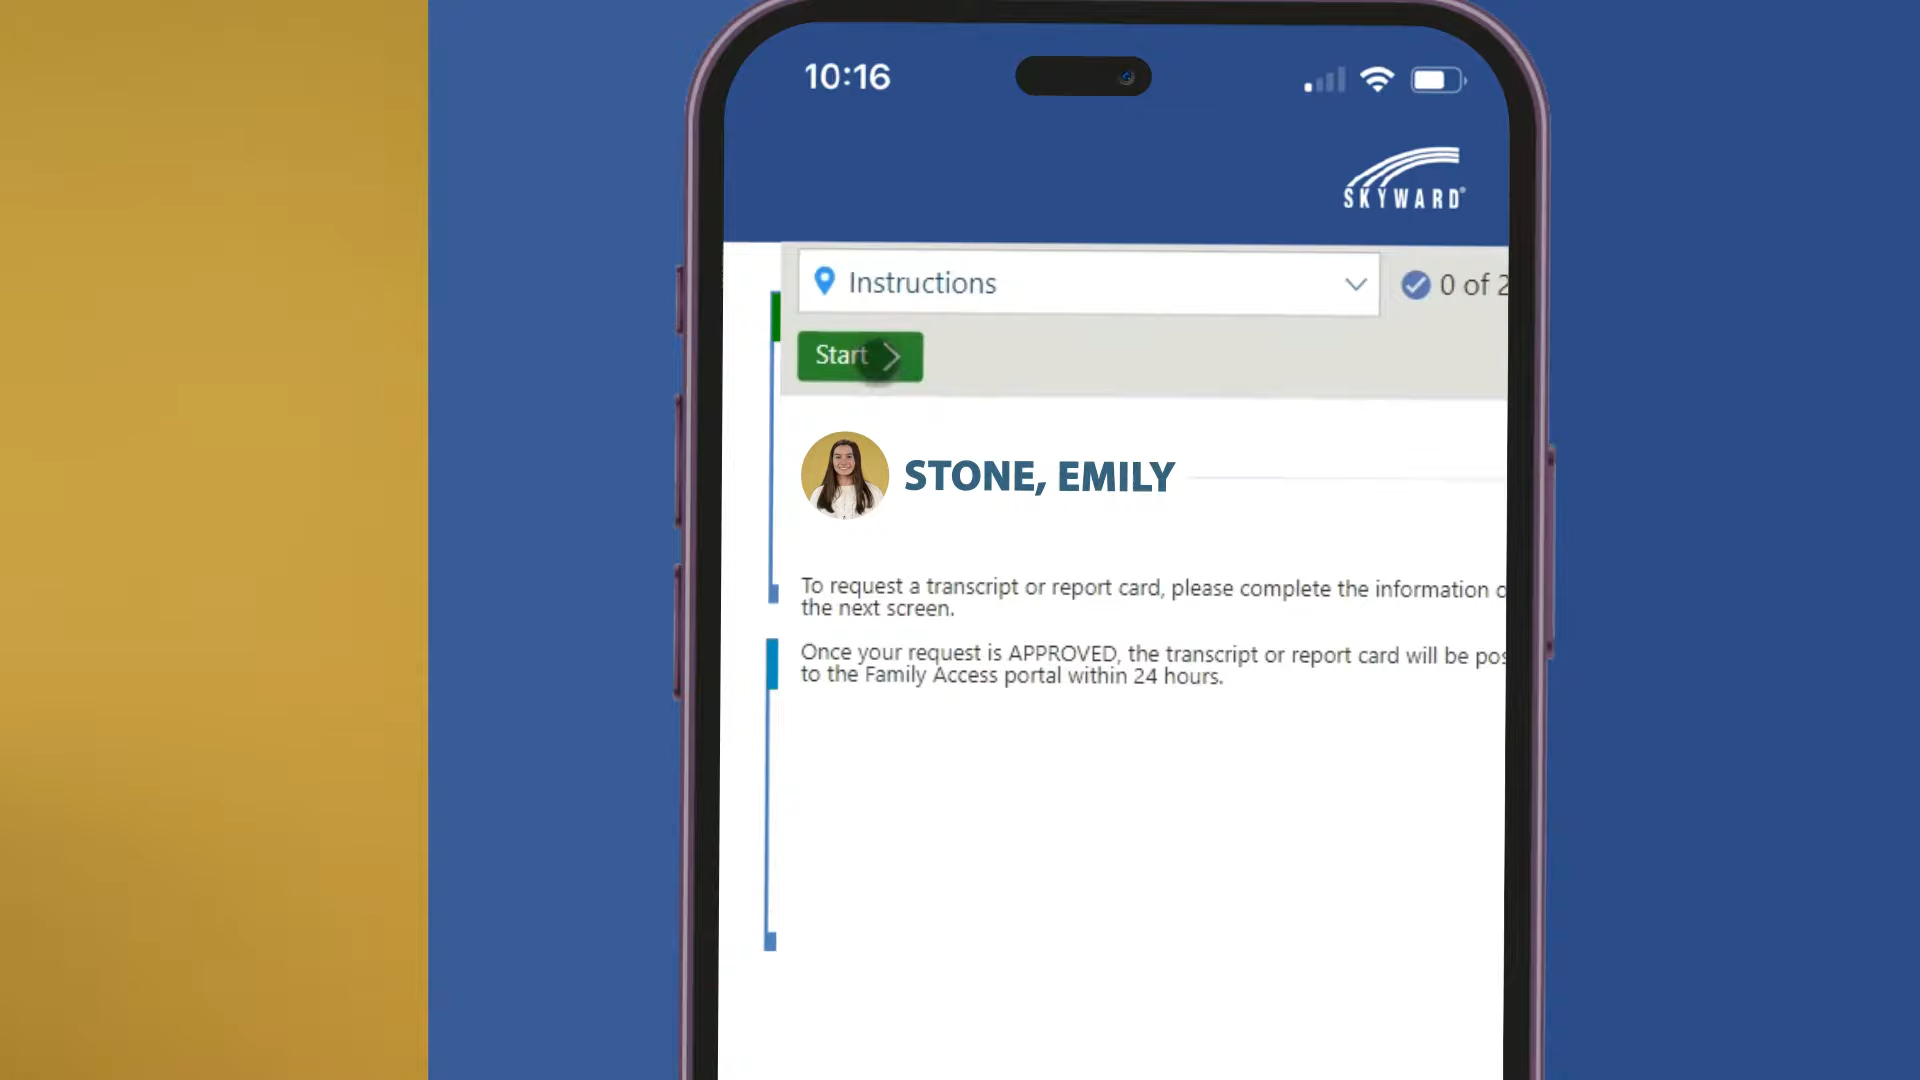 10:16
SKYWARD
Instructions
0 of 2
Start
STONE, EMILY
To request a transcript or report card, please complete the information
the next screen.
Once your request is APPROVED, the transcript or report card will be
to the Family Access portal within 24 hours.